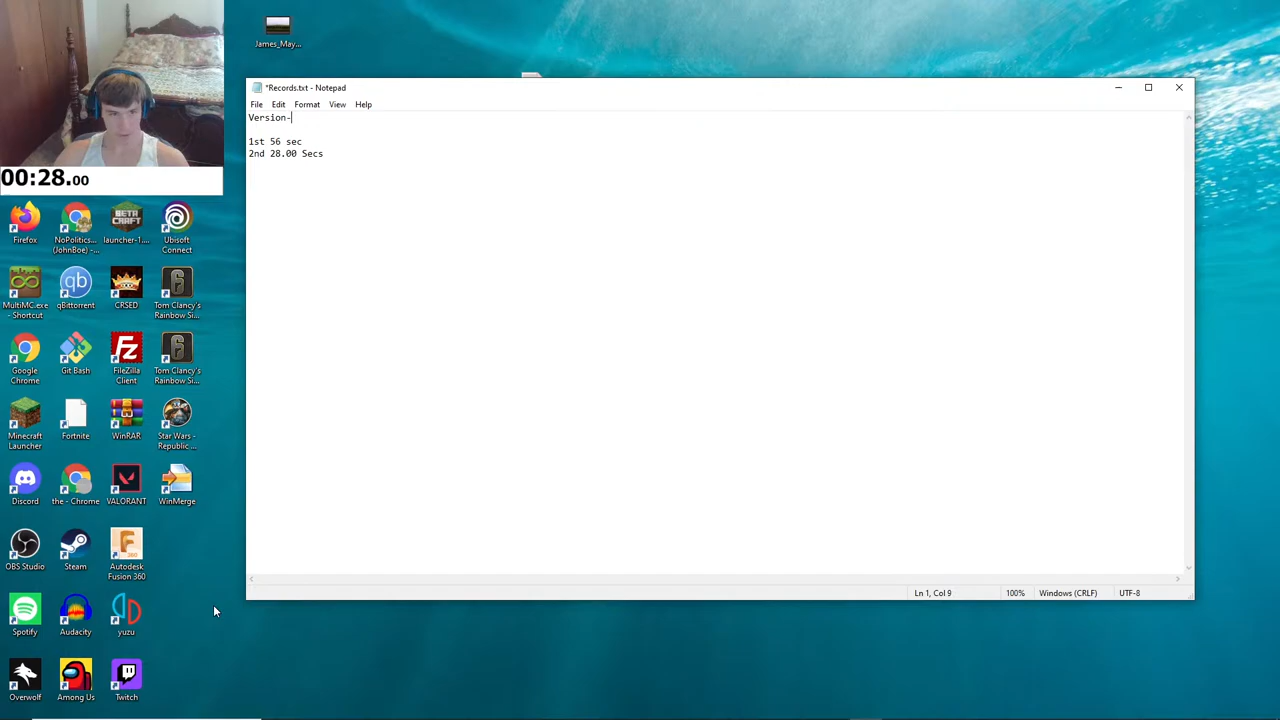 James_May...
*Records.txt - Notepad
File Edit Format View Help
Version-
1st 56 sec
2nd 28.00 Secs
00:28.00
Firefox
NoPolitics... (JohnBoe) -...
launcher-1....
Ubisoft Connect
MultiMC.exe - Shortcut
qBittorrent
CRSED
Tom Clancy's Rainbow Si...
Google Chrome
Git Bash
FileZilla Client
Tom Clancy's Rainbow Si...
Minecraft Launcher
Fortnite
WinRAR
Star Wars - Republic ...
Discord
the - Chrome
VALORANT
WinMerge
OBS Studio
Steam
Autodesk Fusion 360
Spotify
Audacity
yuzu
Overwolf
Among Us
Twitch
Ln 1, Col 9 100% Windows (CRLF) UTF-8